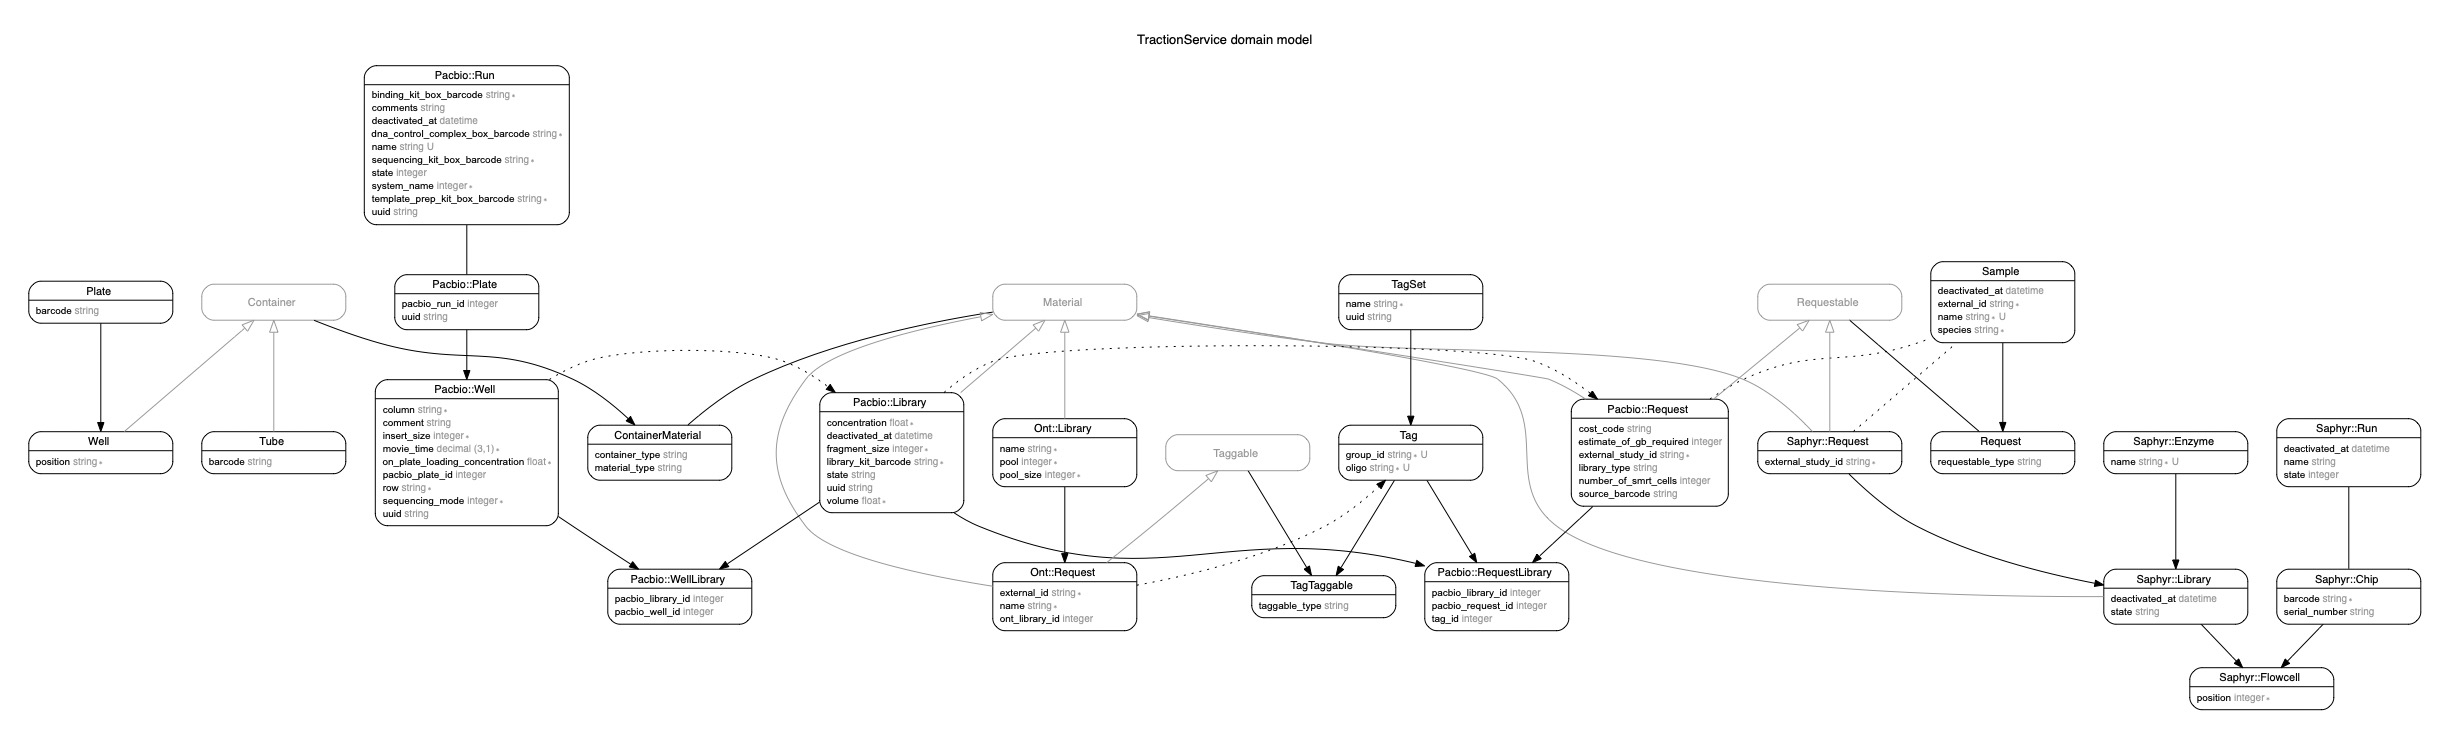 TractionService domain model
Pacbio::Run
binding_kit_box_barcode string ∗
comments string
deactivated_at datetime
dna_control_complex_box_barcode string ∗
name string U
sequencing_kit_box_barcode string ∗
state integer
system_name integer ∗
template_prep_kit_box_barcode string ∗
uuid string
Plate
barcode string
Container
Pacbio::Plate
pacbio_run_id integer
uuid string
Material
TagSet
name string ∗
uuid string
Requestable
Sample
deactivated_at datetime
external_id string ∗
name string ∗ U
species string ∗
Well
position string ∗
Tube
barcode string
Pacbio::Well
column string ∗
comment string
insert_size integer ∗
movie_time decimal (3,1) ∗
on_plate_loading_concentration float ∗
pacbio_plate_id integer
row string ∗
sequencing_mode integer ∗
uuid string
ContainerMaterial
container_type string
material_type string
Pacbio::Library
concentration float ∗
deactivated_at datetime
fragment_size integer ∗
library_kit_barcode string ∗
state string
uuid string
volume float ∗
Ont::Library
name string ∗
pool integer ∗
pool_size integer ∗
Taggable
Tag
group_id string ∗ U
oligo string ∗ U
Pacbio::Request
cost_code string
estimate_of_gb_required integer
external_study_id string ∗
library_type string
number_of_smrt_cells integer
source_barcode string
Saphyr::Request
external_study_id string ∗
Request
requestable_type string
Saphyr::Enzyme
name string ∗ U
Saphyr::Run
deactivated_at datetime
name string
state integer
Pacbio::WellLibrary
pacbio_library_id integer
pacbio_well_id integer
Ont::Request
external_id string ∗
name string ∗
ont_library_id integer
TagTaggable
taggable_type string
Pacbio::RequestLibrary
pacbio_library_id integer
pacbio_request_id integer
tag_id integer
Saphyr::Library
deactivated_at datetime
state string
Saphyr::Chip
barcode string ∗
serial_number string
Saphyr::Flowcell
position integer ∗